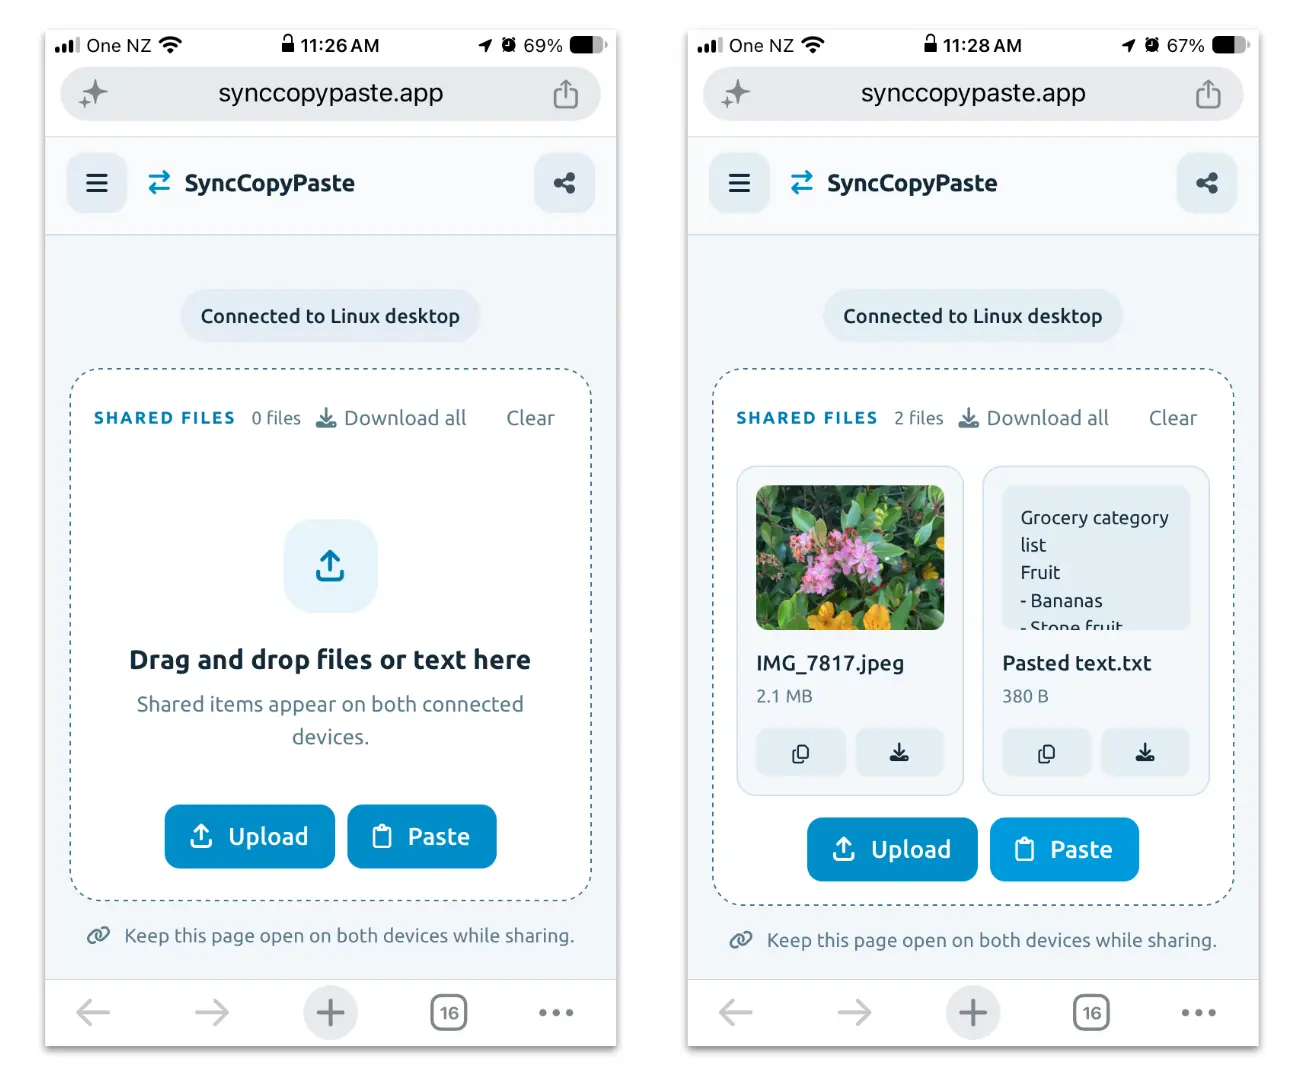 One NZ
11:26 AM
69%
synccopypaste.app
SyncCopyPaste
Connected to Linux desktop
SHARED FILES 0 files Download all Clear
Drag and drop files or text here
Shared items appear on both connected
devices.
Upload Paste
Keep this page open on both devices while sharing.
16
One NZ
11:28 AM
67%
synccopypaste.app
SyncCopyPaste
Connected to Linux desktop
SHARED FILES 2 files Download all Clear
Grocery category
list
Fruit
- Bananas
- Stone fruit
IMG_7817.jpeg
2.1 MB
Pasted text.txt
380 B
Upload Paste
Keep this page open on both devices while sharing.
16